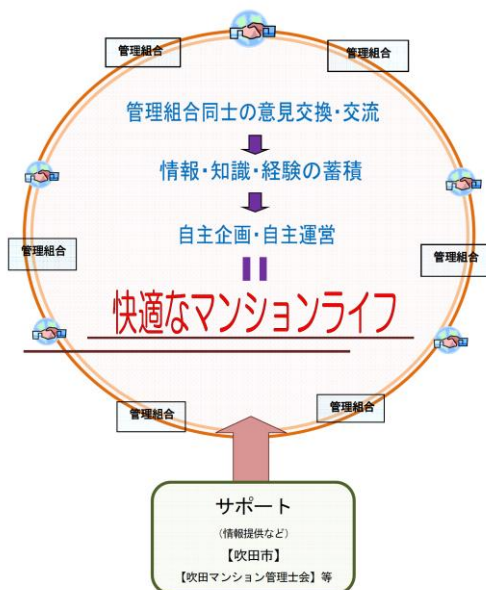 管理組合
管理組合
管理組合同士の意見交換・交流
情報・知識・経験の蓄積
自主企画・自主運営
管理組合
管理組合
快適なマンションライフ
管理組合
管理組合
サポート
（情報提供など）
【吹田市】
【吹田マンション管理士会】等